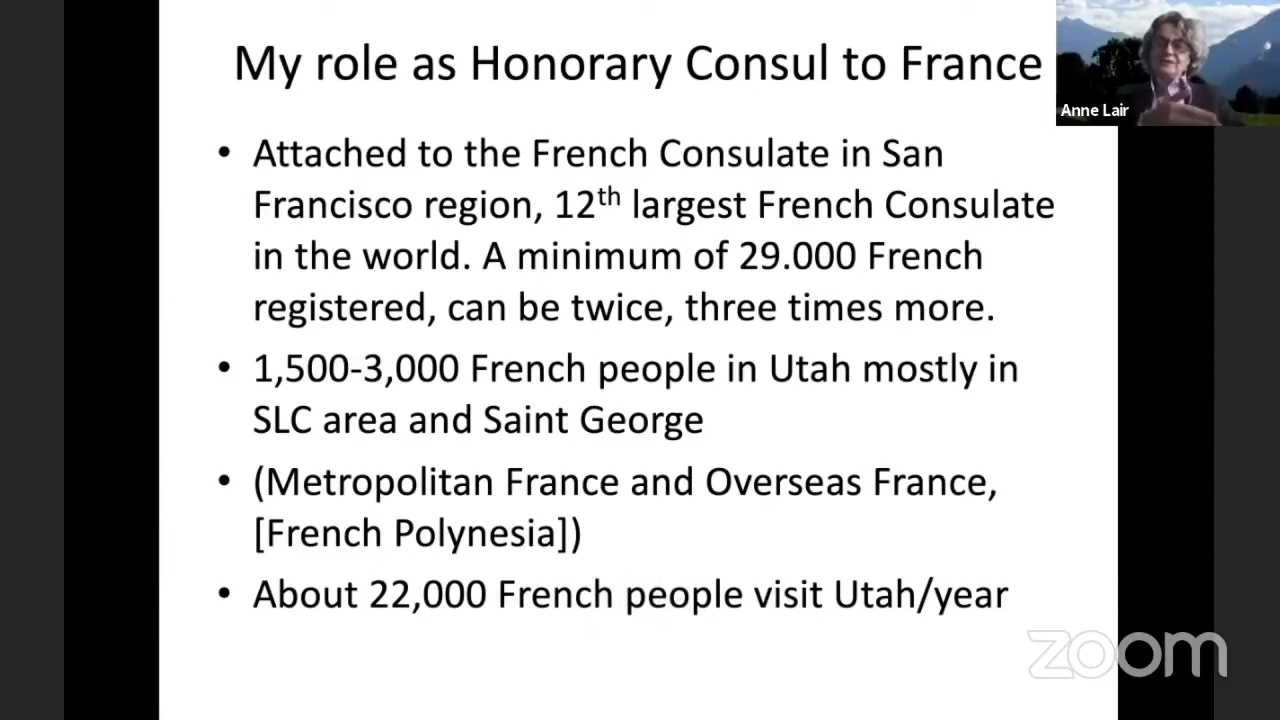 My role as Honorary Consul to France
Anne Lair
• Attached to the French Consulate in San
Francisco region, 12th largest French Consulate
in the world. A minimum of 29.000 French
registered, can be twice, three times more.
• 1,500-3,000 French people in Utah mostly in
SLC area and Saint George
• (Metropolitan France and Overseas France,
[French Polynesia])
• About 22,000 French people visit Utah/year
zoom